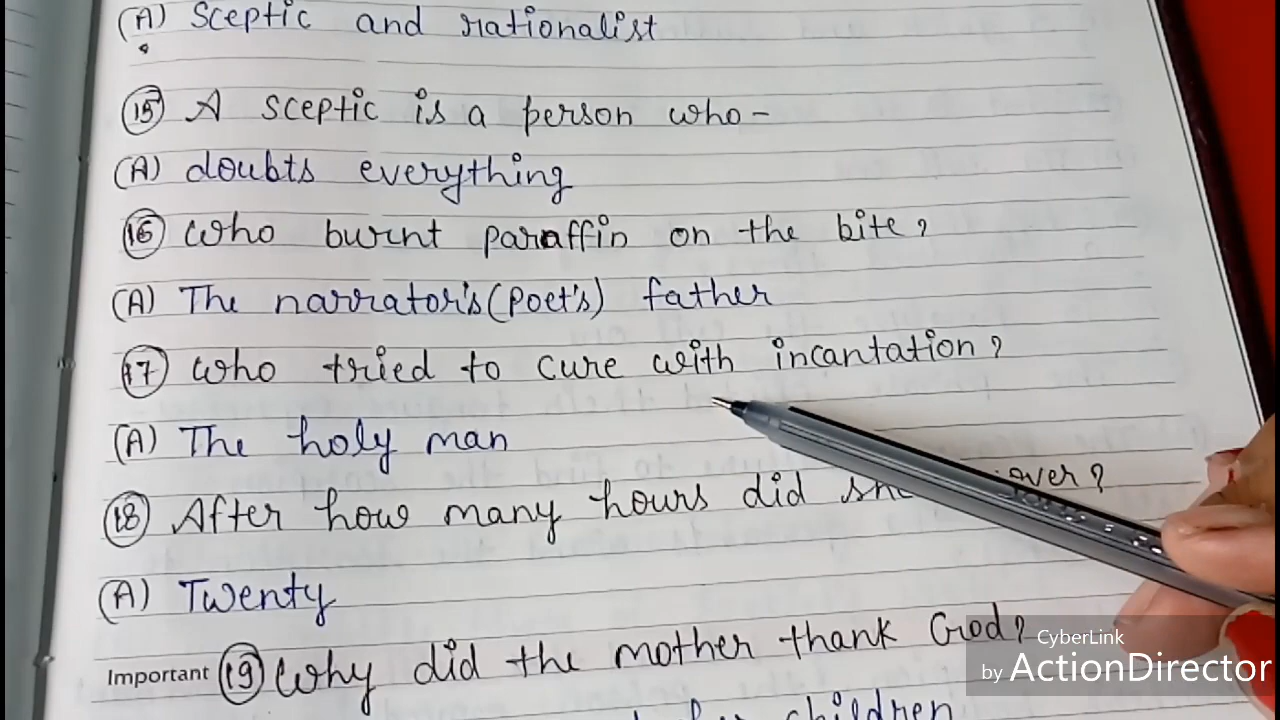 (A) Sceptic and rationalist
(15) A sceptic is a person who-
(A) doubts everything
(16) Who burnt paraffin on the bite?
(A) The narrator's (Poet's) father
(17) Who tried to cure with incantation?
(A) The holy man
(18) After how many hours did
(A) Twenty
Important (19) Why did the mother thank God?
children
CyberLink
by ActionDirector